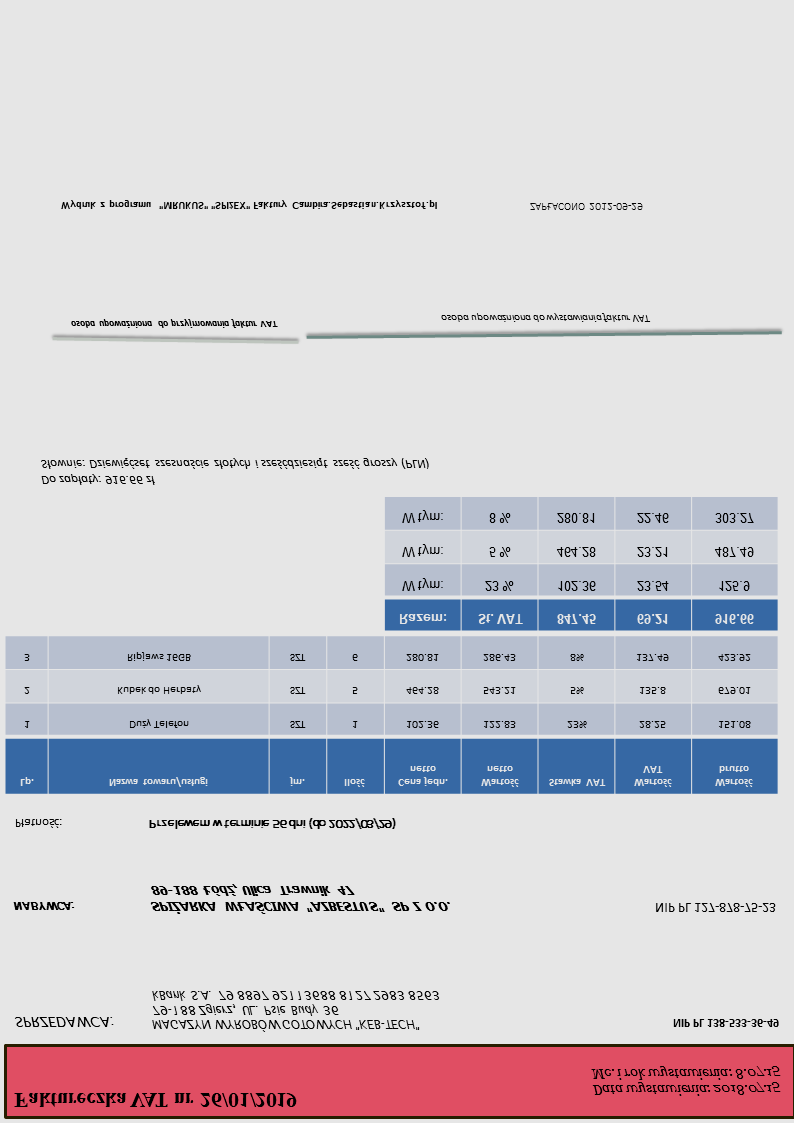 Faktureczka VAT nr 26/01/2019
Data wystawienia: 2018.07.15
Mc. i rok wystawienia: 8.07.15
SPRZEDAWCA: MAGAZYN WYROBÓW GOTOWYCH "KEB-TECH" NIP PL 138-533-36-49
79-188 Zgierz, UL. Psie Budy 36
kBank S.A. 79 8897 9211 3688 8127 2983 8563
NABYWCA: SPIŻARKA WŁAŚCIWA "AZBESTUS" SP Z O.O. NIP PL 127-878-75-23
89-188 Łódź, Ulica Trawnik 47
Płatność: Przelewem w terminie 56 dni (do 2022/03/29)
Lp. Nazwa towaru/usługi jm. Ilość Cena jedn. netto Wartość netto Stawka VAT Wartość VAT Wartość brutto
1 Duży Telefon SZT 1 102.36 122.83 23% 28.25 151.08
2 Kubek do Herbaty SZT 5 464.28 543.21 5% 135.8 679.01
3 Ripjaws 16GB SZT 6 280.81 286.43 8% 137.49 423.92
Razem: St. VAT 847.45 69.21 916.66
W tym: 23 % 102.36 23.54 125.9
W tym: 5 % 464.28 23.21 487.49
W tym: 8 % 280.81 22.46 303.27
Do zapłaty: 916.66 zł
Słownie: Dziewięćset szesnaście złotych i sześćdziesiąt sześć groszy (PLN)
osoba upoważniona do przyjmowania faktur VAT
osoba upoważniona do wystawiania faktur VAT
Wydruk z programu "MRUKUS" "SPI2EX" Faktury Cambria.Sebastian.Krzysztof.pl
ZAPŁACONO 2012-09-29